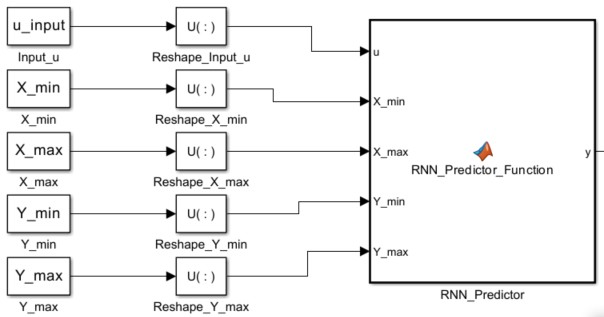 u_input
U( : )
Input_u
Reshape_Input_u
u
X_min
U( : )
X_min
Reshape_X_min
X_min
X_max
U( : )
X_max
Reshape_X_max
X_max
RNN_Predictor_Function
y
Y_min
U( : )
Y_min
Reshape_Y_min
Y_min
Y_max
U( : )
Y_max
Reshape_Y_max
Y_max
RNN_Predictor